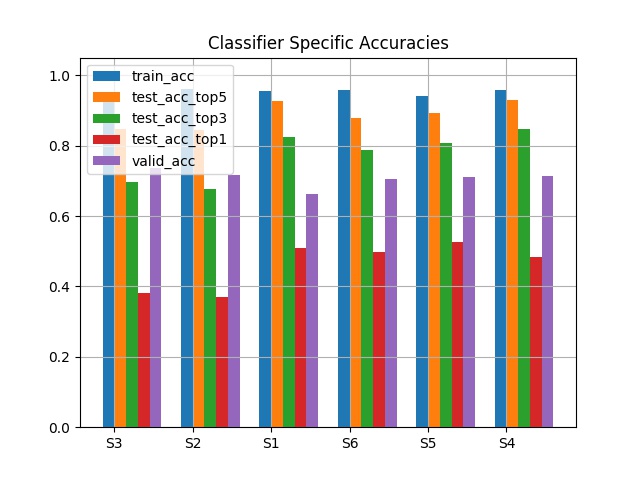 Classifier Specific Accuracies
1.0
0.8
0.6
0.4
0.2
0.0
train_acc
test_acc_top5
test_acc_top3
test_acc_top1
valid_acc
S3 S2 S1 S6 S5 S4